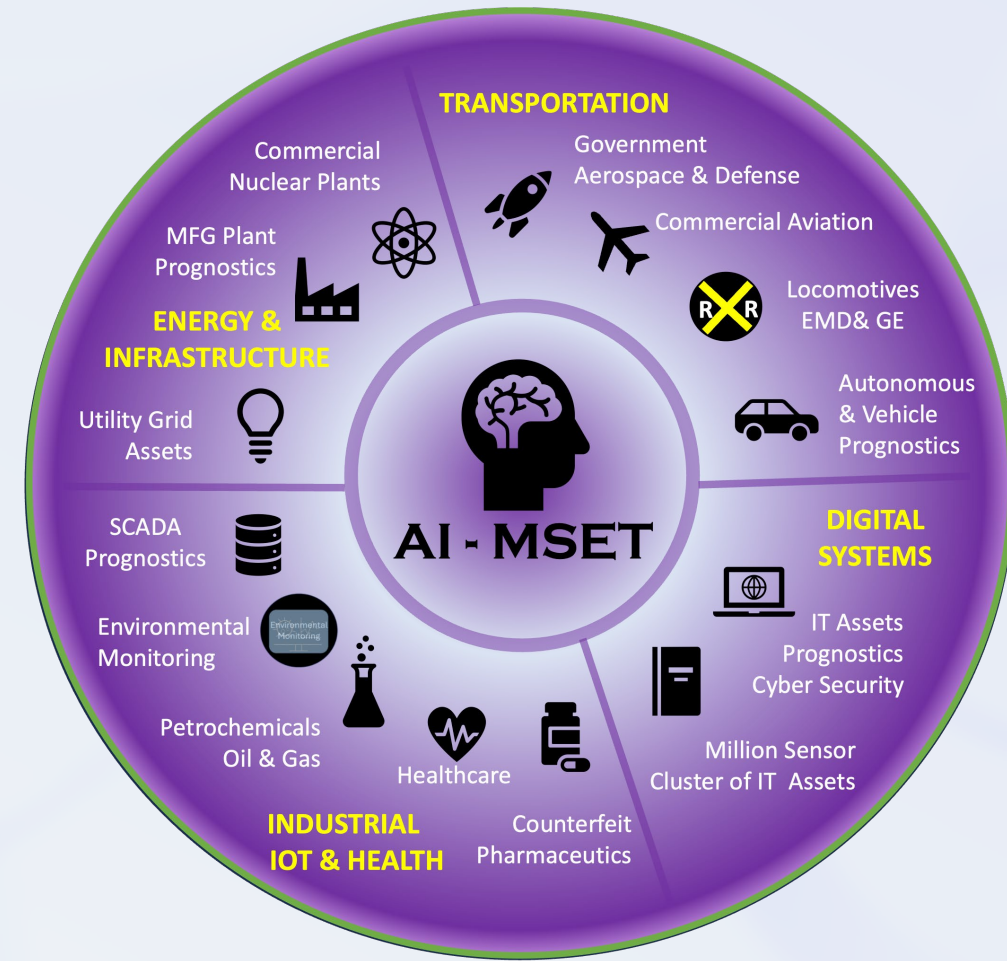 TRANSPORTATION
Government
Aerospace & Defense
Commercial Aviation
R R
Locomotives
EMD& GE
Autonomous
& Vehicle
Prognostics
DIGITAL
SYSTEMS
IT Assets
Prognostics
Cyber Security
Million Sensor
Cluster of IT Assets
Commercial
Nuclear Plants
MFG Plant
Prognostics
ENERGY &
INFRASTRUCTURE
Utility Grid
Assets
AI - MSET
SCADA
Prognostics
Environmental
Monitoring
Environmental
Monitoring
Petrochemicals
Oil & Gas
Healthcare
Counterfeit
Pharmaceutics
INDUSTRIAL
IOT & HEALTH